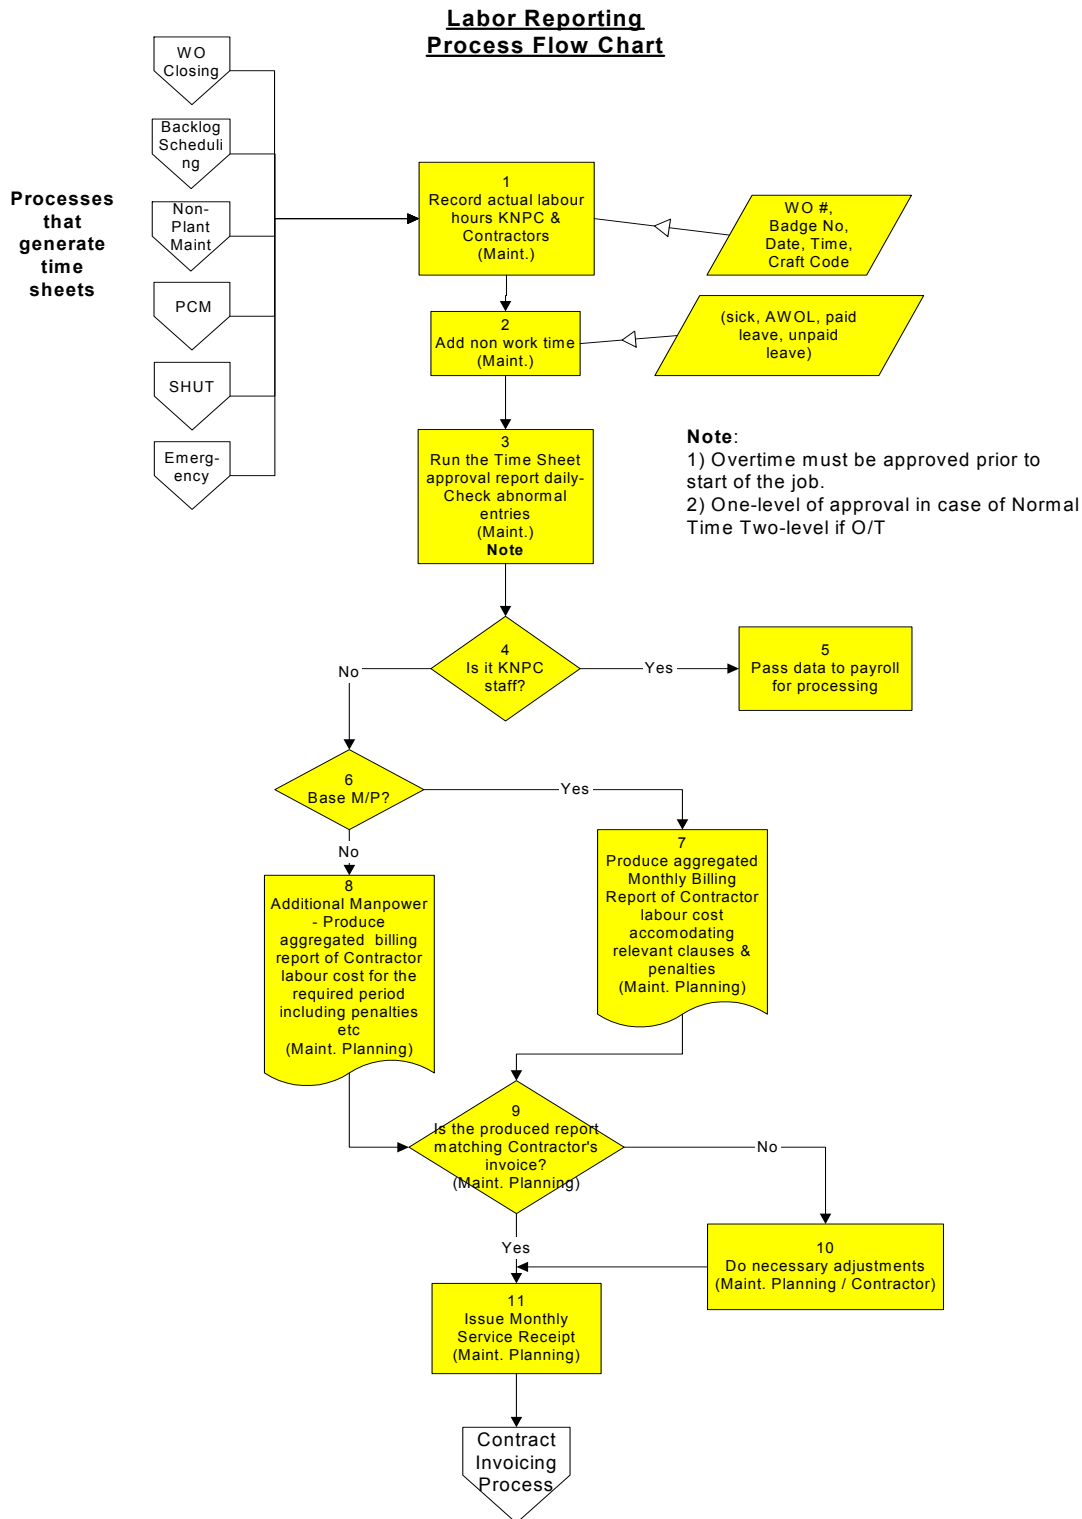 Labor Reporting
Process Flow Chart
WO
Closing
Backlog
Scheduli
ng
Non-
Plant
Maint
PCM
SHUT
Emerg-
ency
Processes
that
generate
time
sheets
1
Record actual labour
hours KNPC &
Contractors
(Maint.)
WO #,
Badge No,
Date, Time,
Craft Code
2
Add non work time
(Maint.)
(sick, AWOL, paid
leave, unpaid
leave)
3
Run the Time Sheet
approval report daily-
Check abnormal
entries
(Maint.)
Note
Note:
1) Overtime must be approved prior to
start of the job.
2) One-level of approval in case of Normal
Time Two-level if O/T
4
Is it KNPC
staff?
No
Yes
5
Pass data to payroll
for processing
6
Base M/P?
Yes
No
7
Produce aggregated
Monthly Billing
Report of Contractor
labour cost
accomodating
relevant clauses &
penalties
(Maint. Planning)
8
Additional Manpower
- Produce
aggregated billing
report of Contractor
labour cost for the
required period
including penalties
etc
(Maint. Planning)
9
Is the produced report
matching Contractor's
invoice?
(Maint. Planning)
No
Yes
10
Do necessary adjustments
(Maint. Planning / Contractor)
11
Issue Monthly
Service Receipt
(Maint. Planning)
Contract
Invoicing
Process